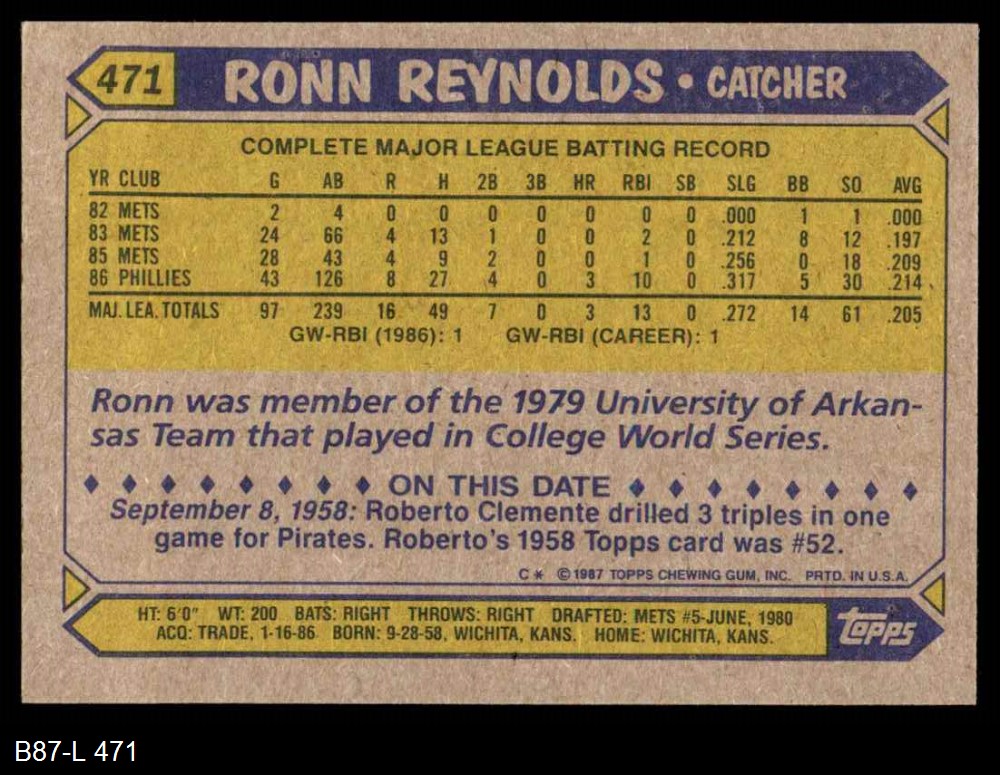 471 RONN REYNOLDS • CATCHER
COMPLETE MAJOR LEAGUE BATTING RECORD
YR CLUB G AB R H 2B 3B HR RBI SB SLG BB SO AVG
82 METS 2 4 0 0 0 0 0 0 0 .000 1 1 .000
83 METS 24 66 4 13 1 0 0 2 0 .212 8 12 .197
85 METS 28 43 4 9 2 0 0 1 0 .256 0 18 .209
86 PHILLIES 43 126 8 27 4 0 3 10 0 .317 5 30 .214
MAJ. LEA. TOTALS 97 239 16 49 7 0 3 13 0 .272 14 61 .205
GW-RBI (1986): 1 GW-RBI (CAREER): 1
Ronn was member of the 1979 University of Arkan-
sas Team that played in College World Series.
ON THIS DATE
September 8, 1958: Roberto Clemente drilled 3 triples in one
game for Pirates. Roberto's 1958 Topps card was #52.
C* ©1987 TOPPS CHEWING GUM, INC. PRTD. IN U.S.A.
HT: 6'0" WT: 200 BATS: RIGHT THROWS: RIGHT DRAFTED: METS #5-JUNE, 1980
ACQ: TRADE, 1-16-86 BORN: 9-28-58, WICHITA, KANS. HOME: WICHITA, KANS.
topps
B87-L 471